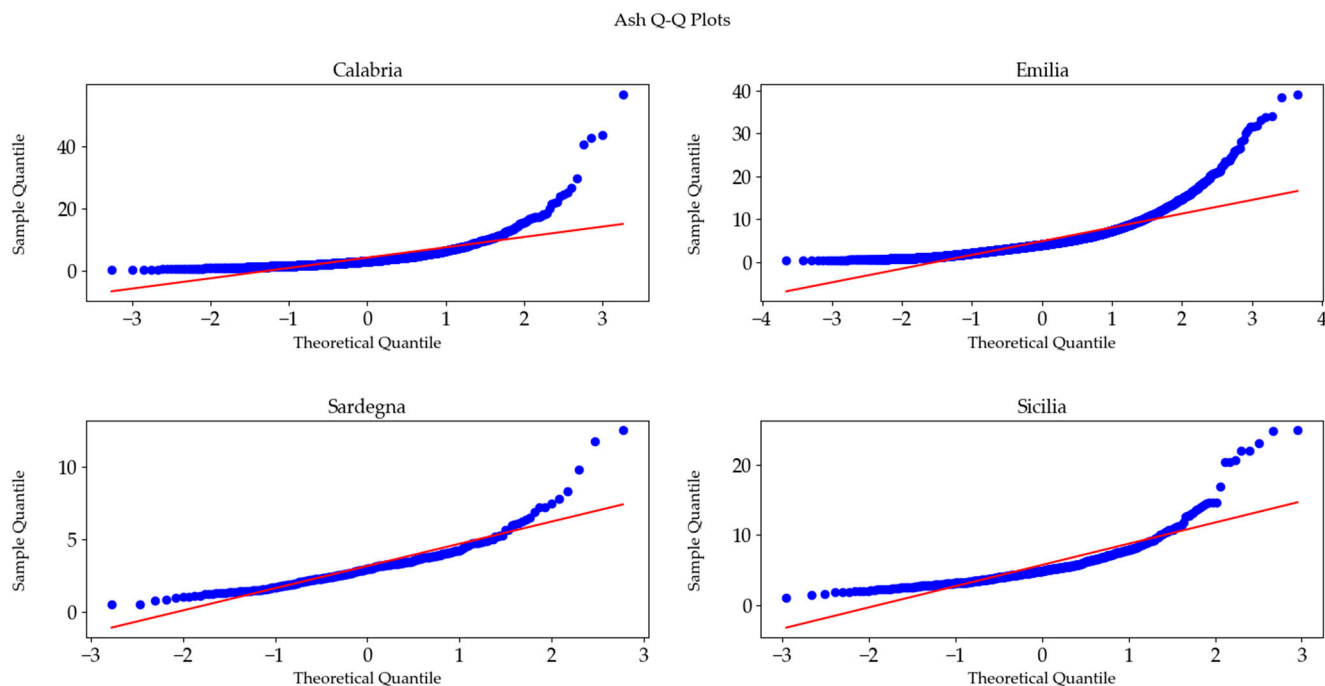 Ash Q-Q Plots
Calabria
Sample Quantile
40
20
0
−3 −2 −1 0 1 2 3
Theoretical Quantile
Emilia
Sample Quantile
40
30
20
10
0
−4 −3 −2 −1 0 1 2 3 4
Theoretical Quantile
Sardegna
Sample Quantile
10
5
0
−3 −2 −1 0 1 2 3
Theoretical Quantile
Sicilia
Sample Quantile
20
10
0
−3 −2 −1 0 1 2 3
Theoretical Quantile